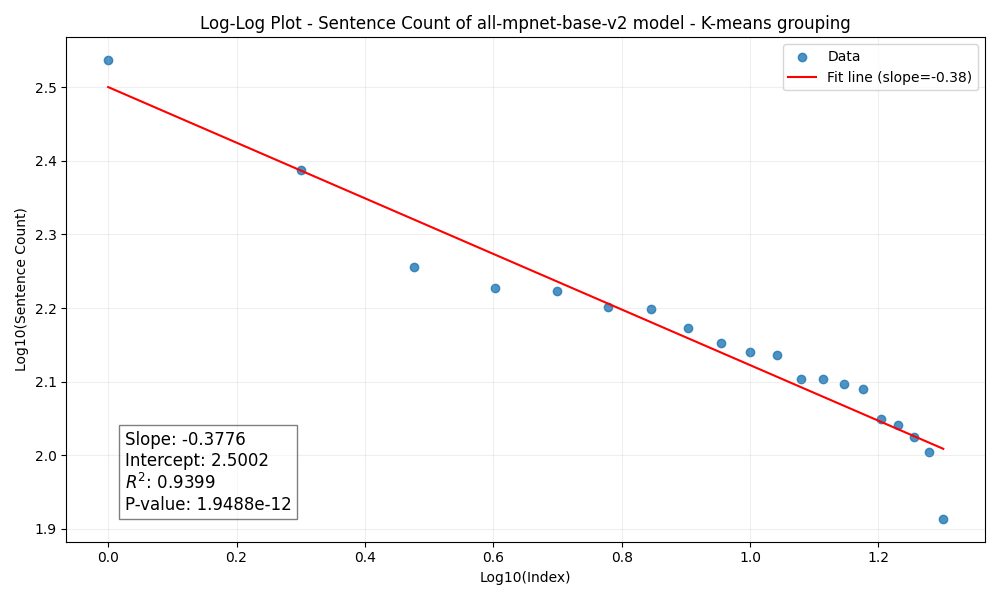 Log-Log Plot - Sentence Count of all-mpnet-base-v2 model - K-means grouping
Data
Fit line (slope=-0.38)
Log10(Sentence Count)
2.5
2.4
2.3
2.2
2.1
2.0
1.9
Slope: -0.3776
Intercept: 2.5002
R²: 0.9399
P-value: 1.9488e-12
0.0 0.2 0.4 0.6 0.8 1.0 1.2
Log10(Index)